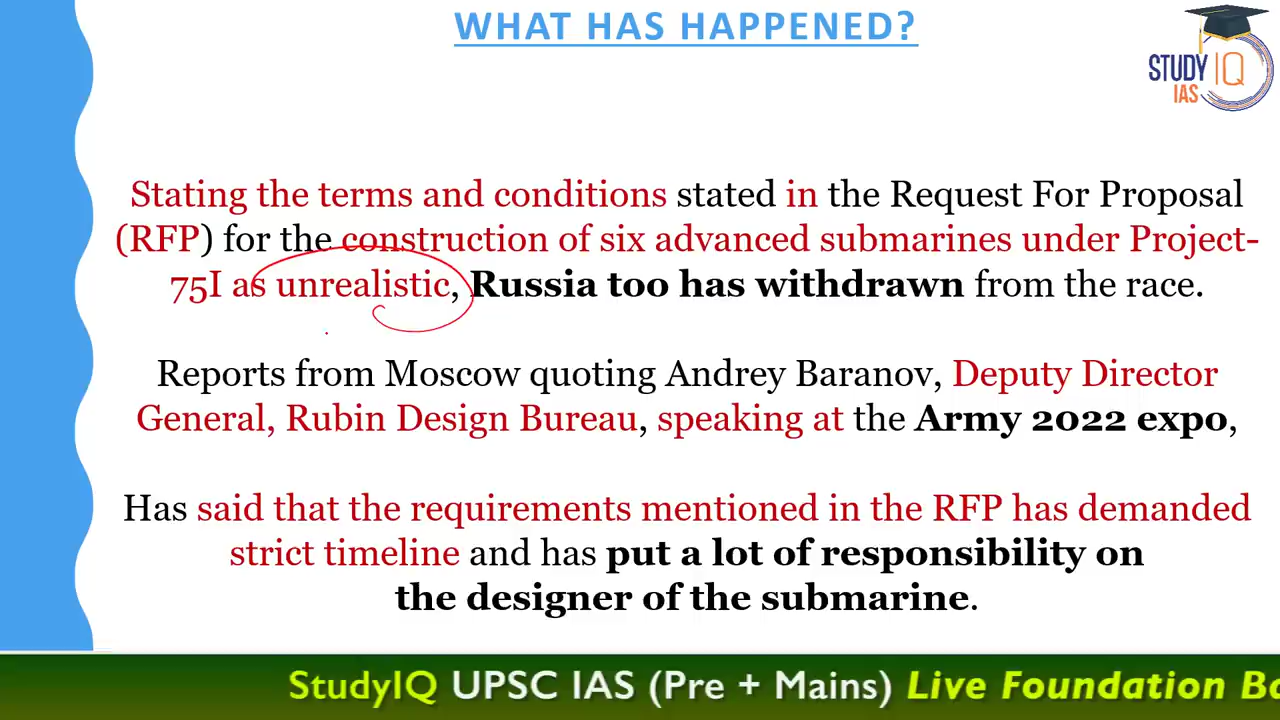 WHAT HAS HAPPENED?
STUDY IQ
IAS
Stating the terms and conditions stated in the Request For Proposal
(RFP) for the construction of six advanced submarines under Project-
75I as unrealistic, Russia too has withdrawn from the race.
Reports from Moscow quoting Andrey Baranov, Deputy Director
General, Rubin Design Bureau, speaking at the Army 2022 expo,
Has said that the requirements mentioned in the RFP has demanded
strict timeline and has put a lot of responsibility on
the designer of the submarine.
StudyIQ UPSC IAS (Pre + Mains) Live Foundation Ba